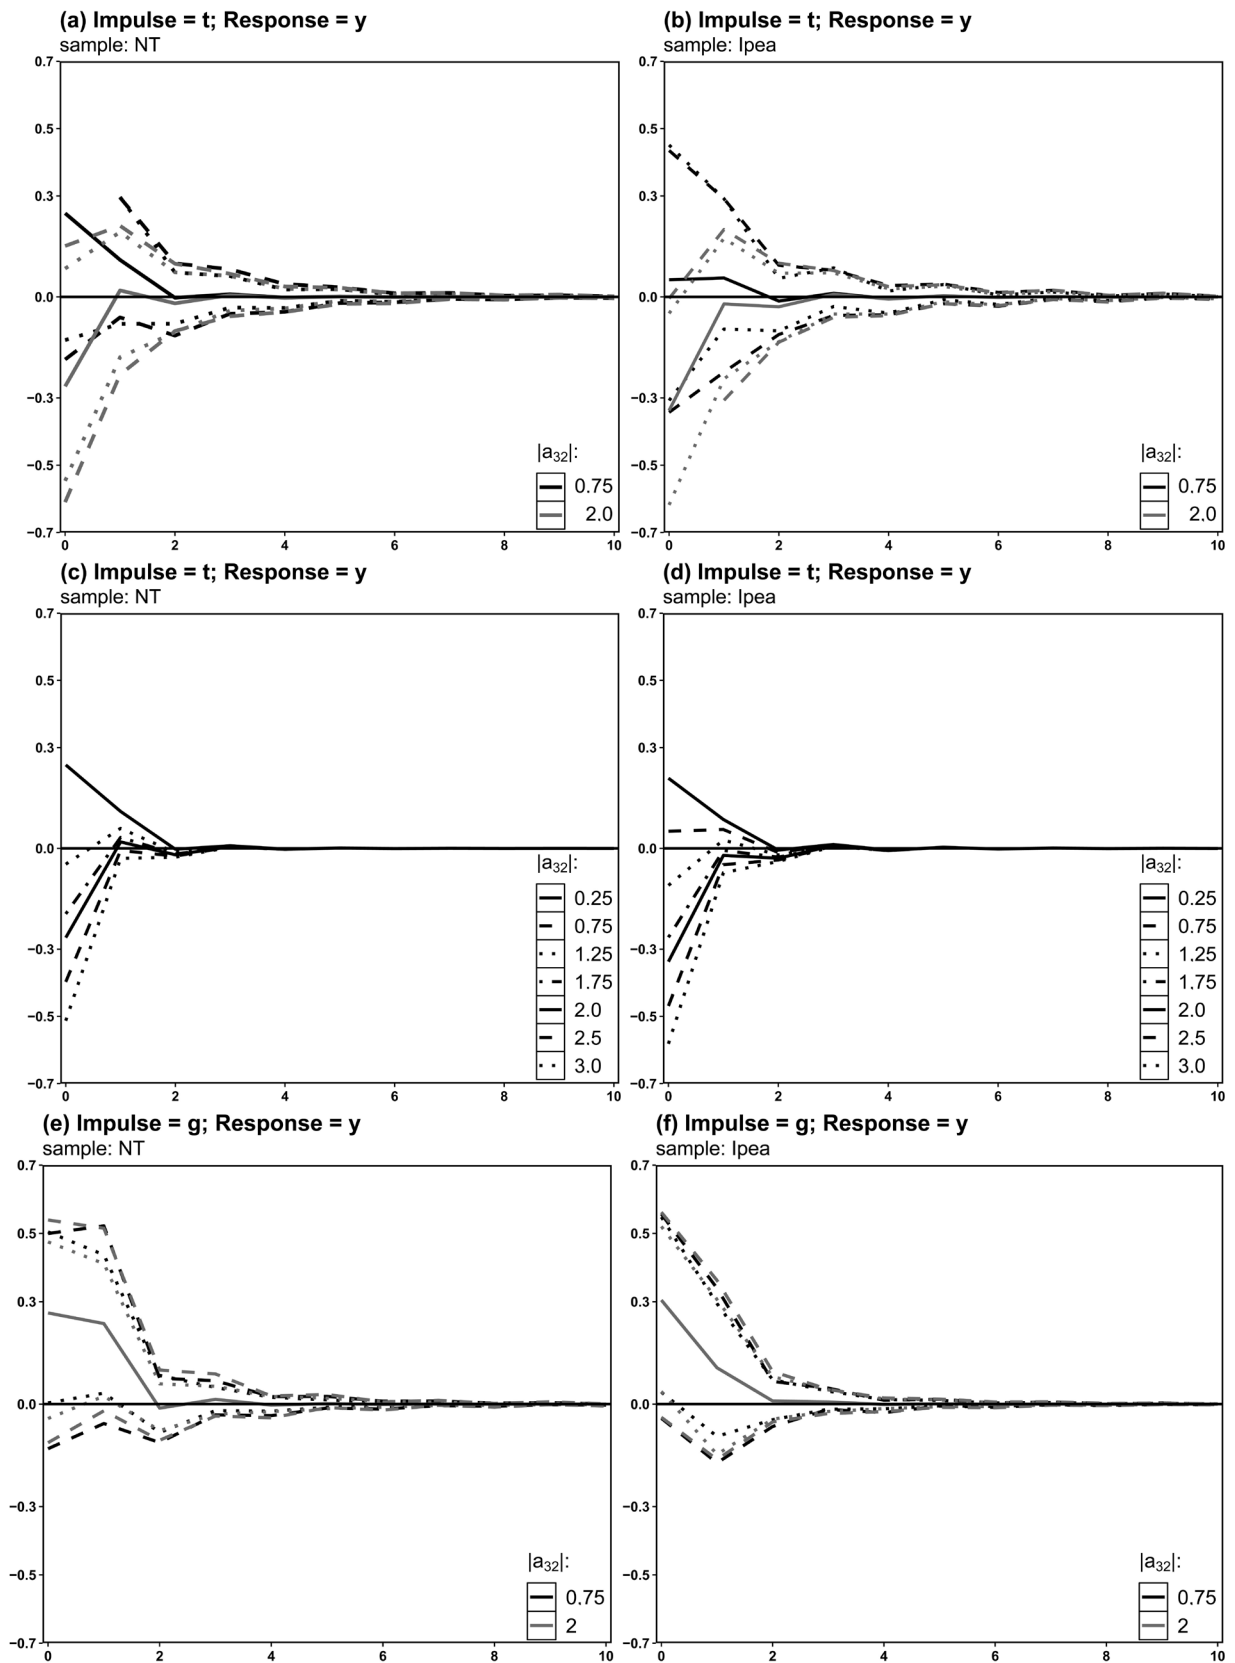 (a) Impulse = t; Response = y
sample: NT
0.7
0.5
0.3
0.0
−0.3
−0.5
−0.7
0 2 4 6 8 10
|a32|:
0.75
2.0
(b) Impulse = t; Response = y
sample: Ipea
0.7
0.5
0.3
0.0
−0.3
−0.5
−0.7
0 2 4 6 8 10
|a32|:
0.75
2.0
(c) Impulse = t; Response = y
sample: NT
0.7
0.5
0.3
0.0
−0.3
−0.5
−0.7
0 2 4 6 8 10
|a32|:
0.25
0.75
1.25
1.75
2.0
2.5
3.0
(d) Impulse = t; Response = y
sample: Ipea
0.7
0.5
0.3
0.0
−0.3
−0.5
−0.7
0 2 4 6 8 10
|a32|:
0.25
0.75
1.25
1.75
2.0
2.5
3.0
(e) Impulse = g; Response = y
sample: NT
0.7
0.5
0.3
0.0
−0.3
−0.5
−0.7
0 2 4 6 8 10
|a32|:
0.75
2
(f) Impulse = g; Response = y
sample: Ipea
0.7
0.5
0.3
0.0
−0.3
−0.5
−0.7
0 2 4 6 8 10
|a32|:
0.75
2